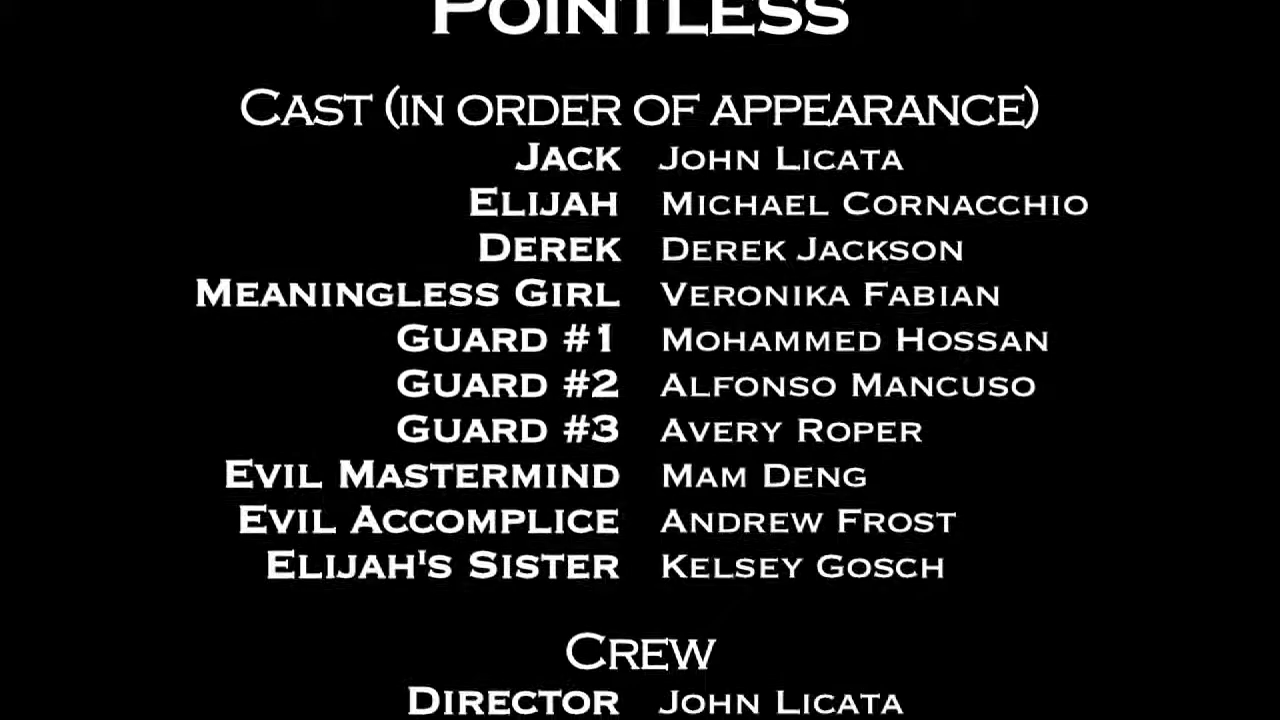 Pointless
Cast (in order of appearance)
Jack John Licata
Elijah Michael Cornacchio
Derek Derek Jackson
Meaningless Girl Veronika Fabian
Guard #1 Mohammed Hossan
Guard #2 Alfonso Mancuso
Guard #3 Avery Roper
Evil Mastermind Mam Deng
Evil Accomplice Andrew Frost
Elijah's Sister Kelsey Gosch
Crew
Director John Licata